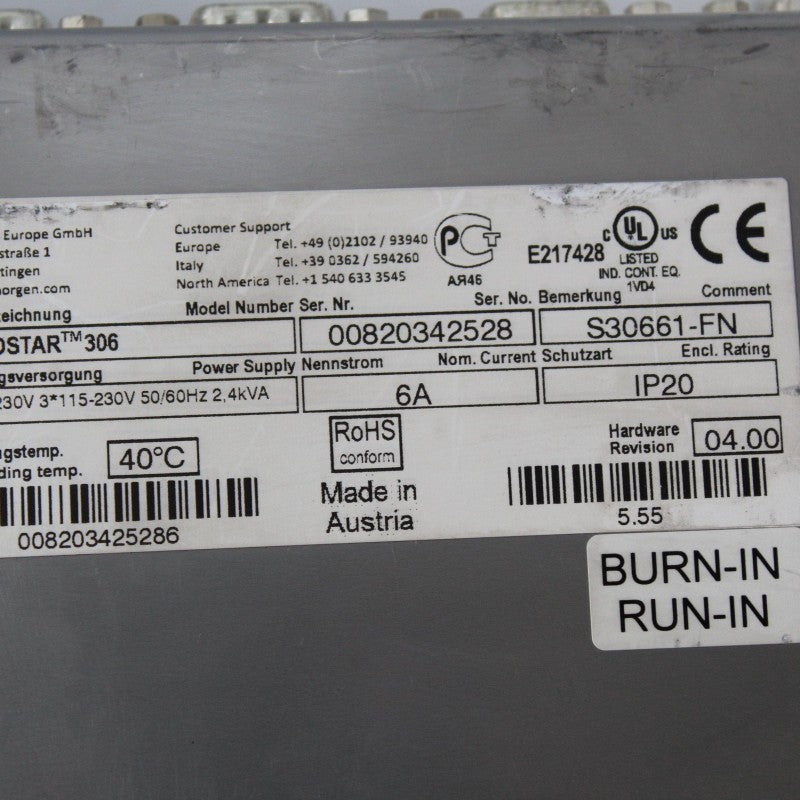 Europe GmbH
straße 1
tingen
orgen.com
Customer Support
Europe Tel. +49 (0)2102 / 93940
Italy Tel. +39 0362 / 594260
North America Tel. +1 540 633 3545
PCT
АЯ46
E217428
C UL US
LISTED
IND. CONT. EQ.
1VD4
CE
zeichnung Model Number
OSTAR™ 306
Ser. Nr. Ser. No.
00820342528
Bemerkung Comment
S30661-FN
gsversorgung Power Supply
230V 3*115-230V 50/60Hz 2,4kVA
Nennstrom Nom. Current
6A
Schutzart Encl. Rating
IP20
ngstemp.
ding temp.
40°C
RoHS
conform
Hardware
Revision
04.00
008203425286
Made in
Austria
5.55
BURN-IN
RUN-IN